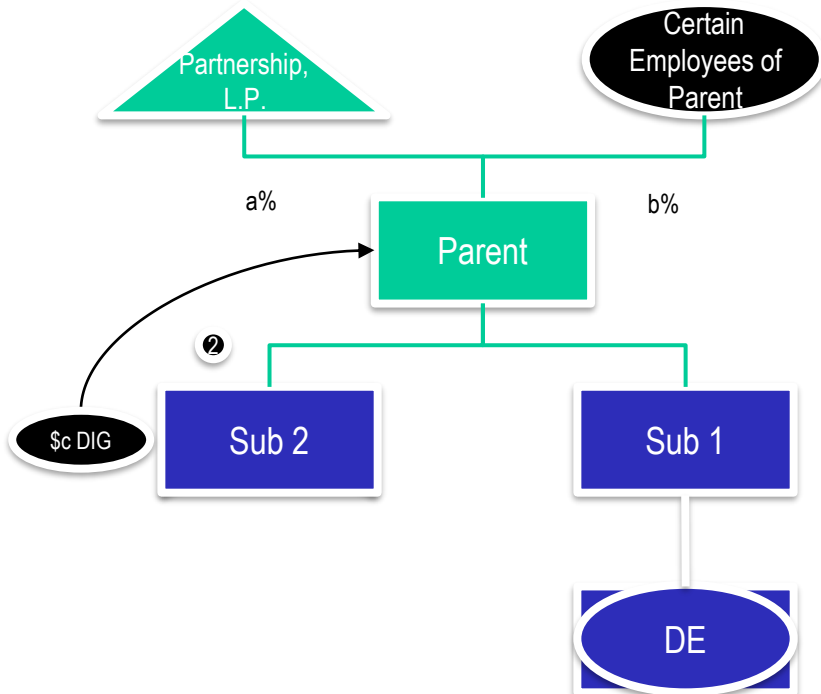 Partnership,
L.P.
Certain
Employees of
Parent
a%
b%
Parent
❷
$c DIG
Sub 2
Sub 1
DE